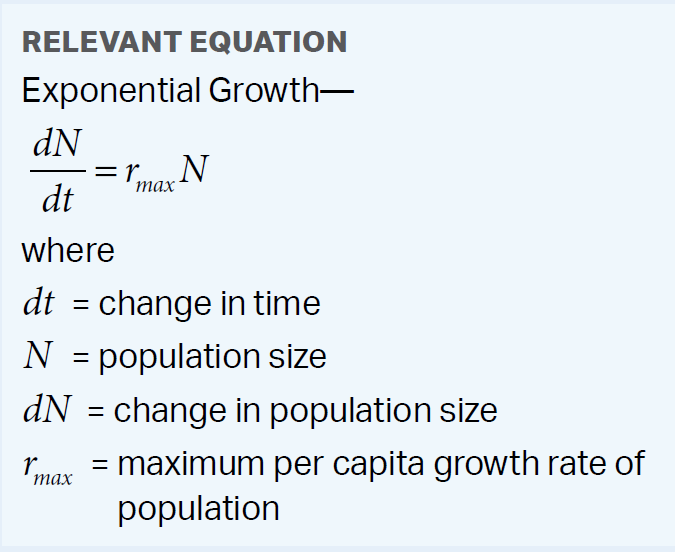 RELEVANT EQUATION
Exponential Growth—
dN
dt
= r_max N
where
dt = change in time
N = population size
dN = change in population size
r_max = maximum per capita growth rate of
population